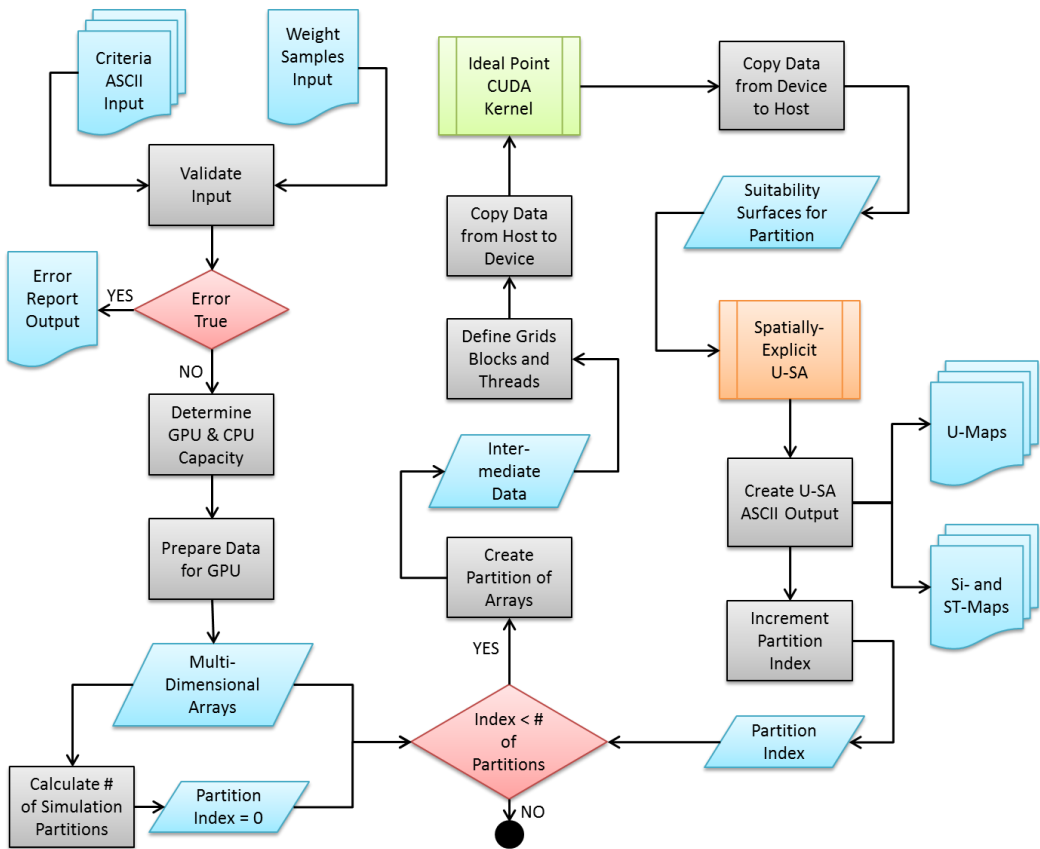 Criteria
ASCII
Input
Weight
Samples
Input
Validate
Input
Error
Report
Output
YES
Error
True
NO
Determine
GPU & CPU
Capacity
Prepare Data
for GPU
Multi-
Dimensional
Arrays
Calculate #
of Simulation
Partitions
Partition
Index = 0
Index < #
of
Partitions
NO
YES
Create
Partition of
Arrays
Inter-
mediate
Data
Define Grids
Blocks and
Threads
Copy Data
from Host to
Device
Ideal Point
CUDA
Kernel
Copy Data
from Device
to Host
Suitability
Surfaces for
Partition
Spatially-
Explicit
U-SA
Create U-SA
ASCII Output
U-Maps
Si- and
ST-Maps
Increment
Partition
Index
Partition
Index